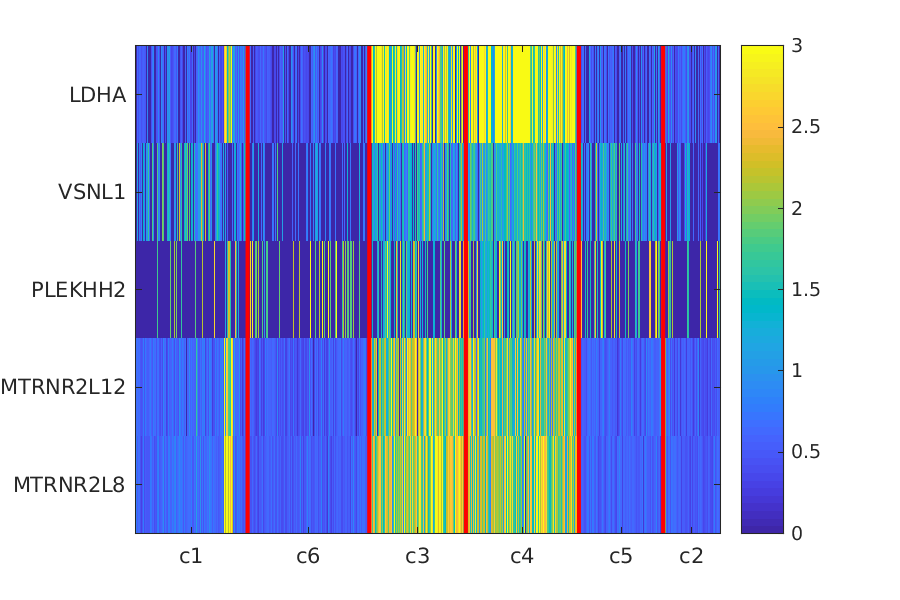 LDHA
VSNL1
PLEKHH2
MTRNR2L12
MTRNR2L8
c1 c6 c3 c4 c5 c2
3
2.5
2
1.5
1
0.5
0